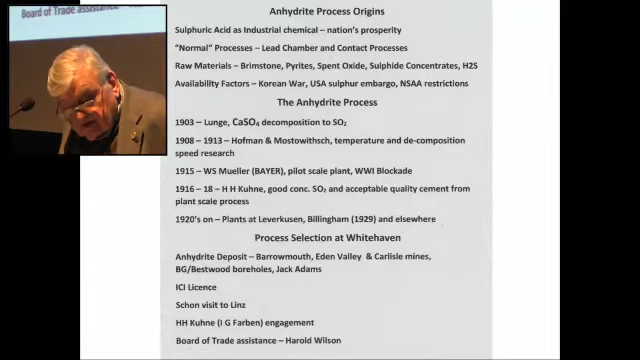 Board of Trade assistance
Anhydrite Process Origins
Sulphuric Acid as Industrial chemical – nation's prosperity
"Normal" Processes – Lead Chamber and Contact Processes
Raw Materials – Brimstone, Pyrites, Spent Oxide, Sulphide Concentrates, H2S
Availability Factors – Korean War, USA sulphur embargo, NSAA restrictions
The Anhydrite Process
1903 – Lunge, CaSO₄ decomposition to SO₂
1908 – 1913 – Hofman & Mostowithsch, temperature and de-composition
speed research
1915 – WS Mueller (BAYER), pilot scale plant, WWI Blockade
1916 – 18 – H H Kuhne, good conc. SO₂ and acceptable quality cement from
plant scale process
1920's on – Plants at Leverkusen, Billingham (1929) and elsewhere
Process Selection at Whitehaven
Anhydrite Deposit – Barrowmouth, Eden Valley & Carlisle mines,
BG/Bestwood boreholes, Jack Adams
ICI Licence
Schon visit to Linz
HH Kuhne (I G Farben) engagement
Board of Trade assistance – Harold Wilson